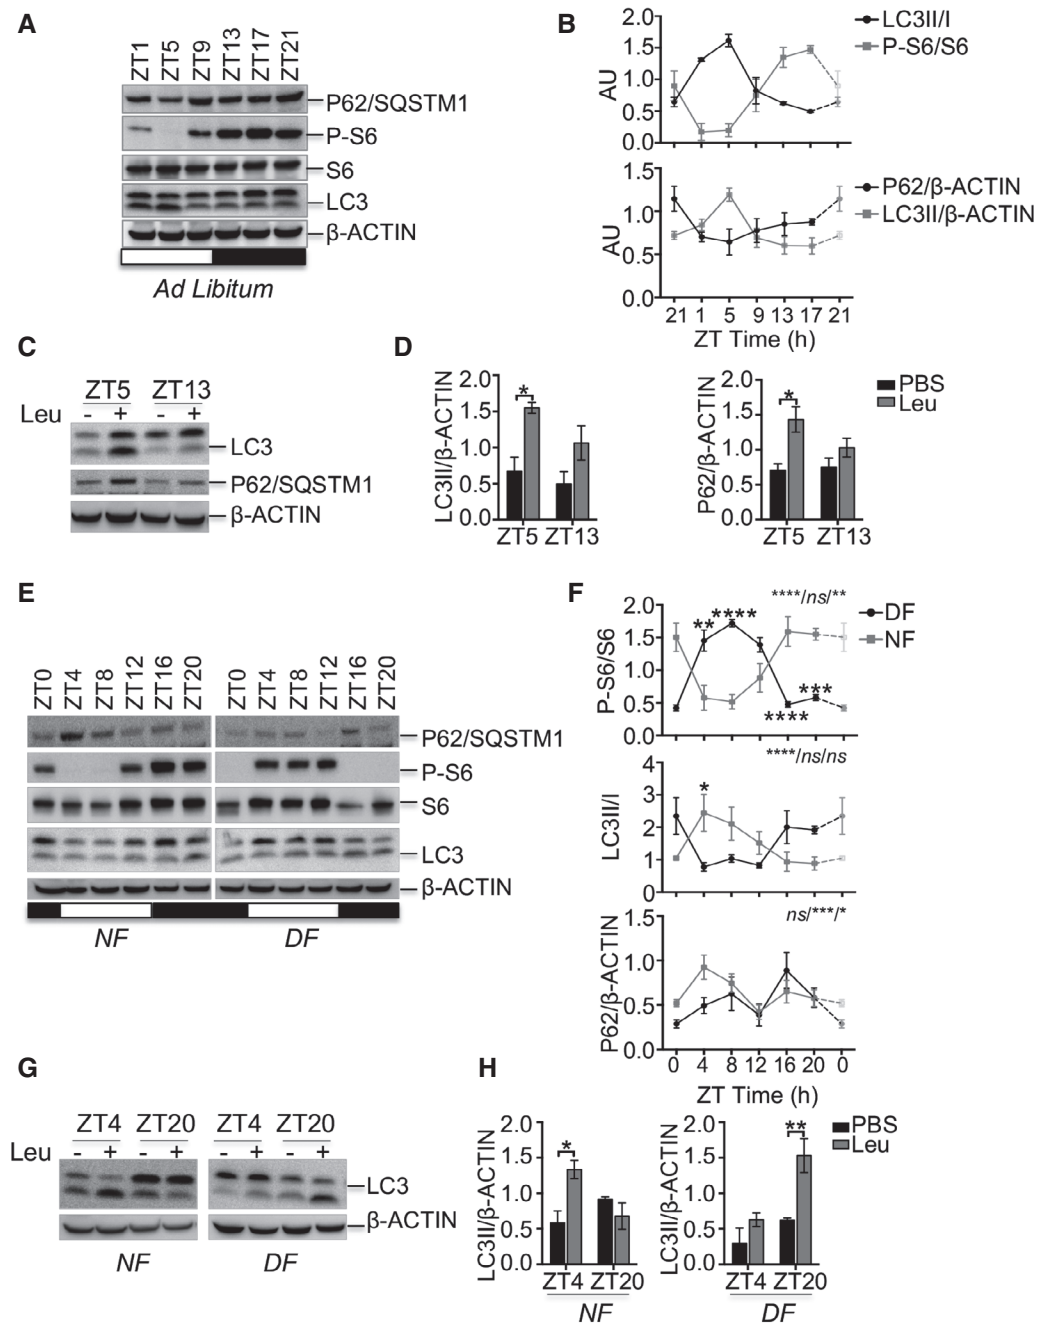 A
ZT1 ZT5 ZT9 ZT13 ZT17 ZT21
P62/SQSTM1
P-S6
S6
LC3
β-ACTIN
Ad Libitum
B
LC3II/I
P-S6/S6
AU
2.0
1.5
1.0
0.5
0.0
P62/β-ACTIN
LC3II/β-ACTIN
AU
1.5
1.0
0.5
0.0
21 1 5 9 13 17 21
ZT Time (h)
C
ZT5 ZT13
Leu - + - +
LC3
P62/SQSTM1
β-ACTIN
D
LC3II/β-ACTIN
2.0
1.5
1.0
0.5
0.0
*
ZT5 ZT13
P62/β-ACTIN
2.0
1.5
1.0
0.5
0.0
*
ZT5 ZT13
PBS
Leu
E
ZT0 ZT4 ZT8 ZT12 ZT16 ZT20 ZT0 ZT4 ZT8 ZT12 ZT16 ZT20
P62/SQSTM1
P-S6
S6
LC3
β-ACTIN
NF DF
F
****/ns/**
DF
NF
P-S6/S6
2.0
1.5
1.0
0.5
0.0
** **** **** ***
****/ns/ns
LC3II/I
4
3
2
1
0
*
ns/***/*
P62/β-ACTIN
1.5
1.0
0.5
0.0
0 4 8 12 16 20 0
ZT Time (h)
G
ZT4 ZT20 ZT4 ZT20
Leu - + - + - + - +
LC3
β-ACTIN
NF DF
H
LC3II/β-ACTIN
2.0
1.5
1.0
0.5
0.0
*
ZT4 ZT20
NF
LC3II/β-ACTIN
2.0
1.5
1.0
0.5
0.0
**
ZT4 ZT20
DF
PBS
Leu